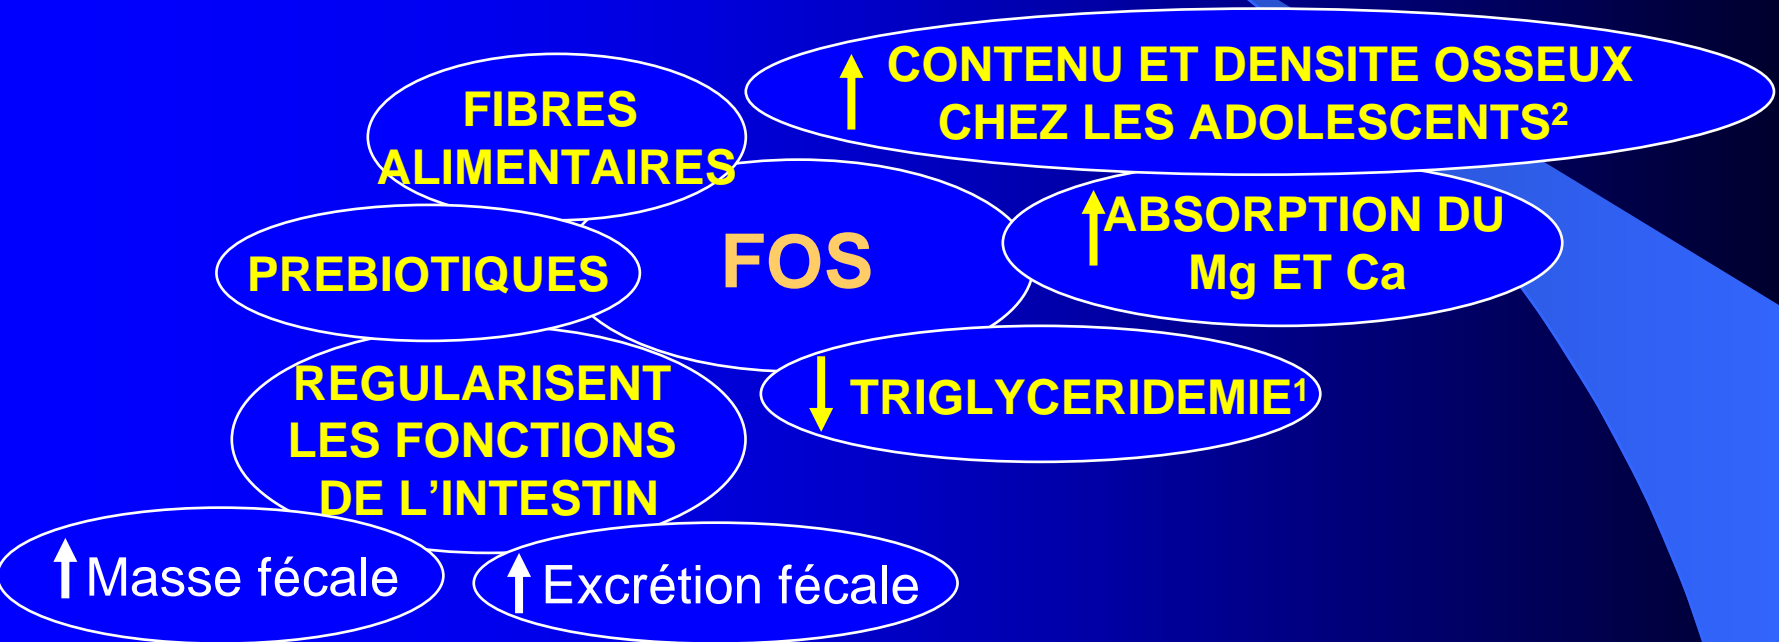 CONTENU ET DENSITE OSSEUX
CHEZ LES ADOLESCENTS²
FIBRES
ALIMENTAIRES
ABSORPTION DU
Mg ET Ca
FOS
PREBIOTIQUES
REGULARISENT
LES FONCTIONS
DE L’INTESTIN
TRIGLYCERIDEMIE¹
Masse fécale
Excrétion fécale